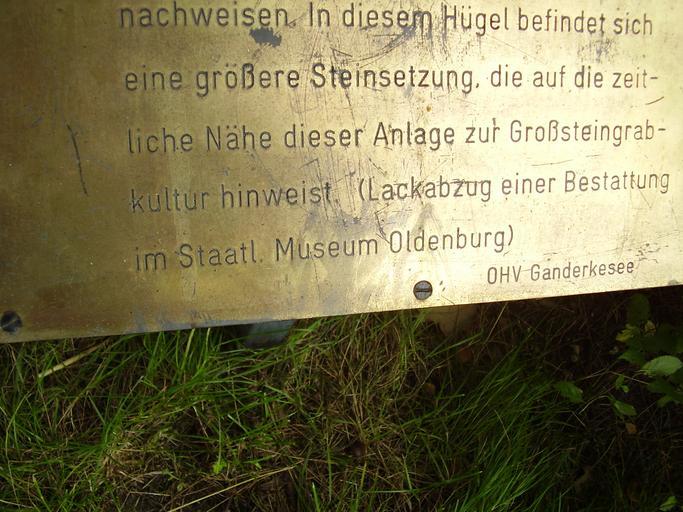 nachweisen. In diesem Hügel befindet sich
eine größere Steinsetzung, die auf die zeit-
liche Nähe dieser Anlage zur Großsteingrab-
kultur hinweist. (Lackabzug einer Bestattung
im Staatl. Museum Oldenburg)
OHV Ganderkesee